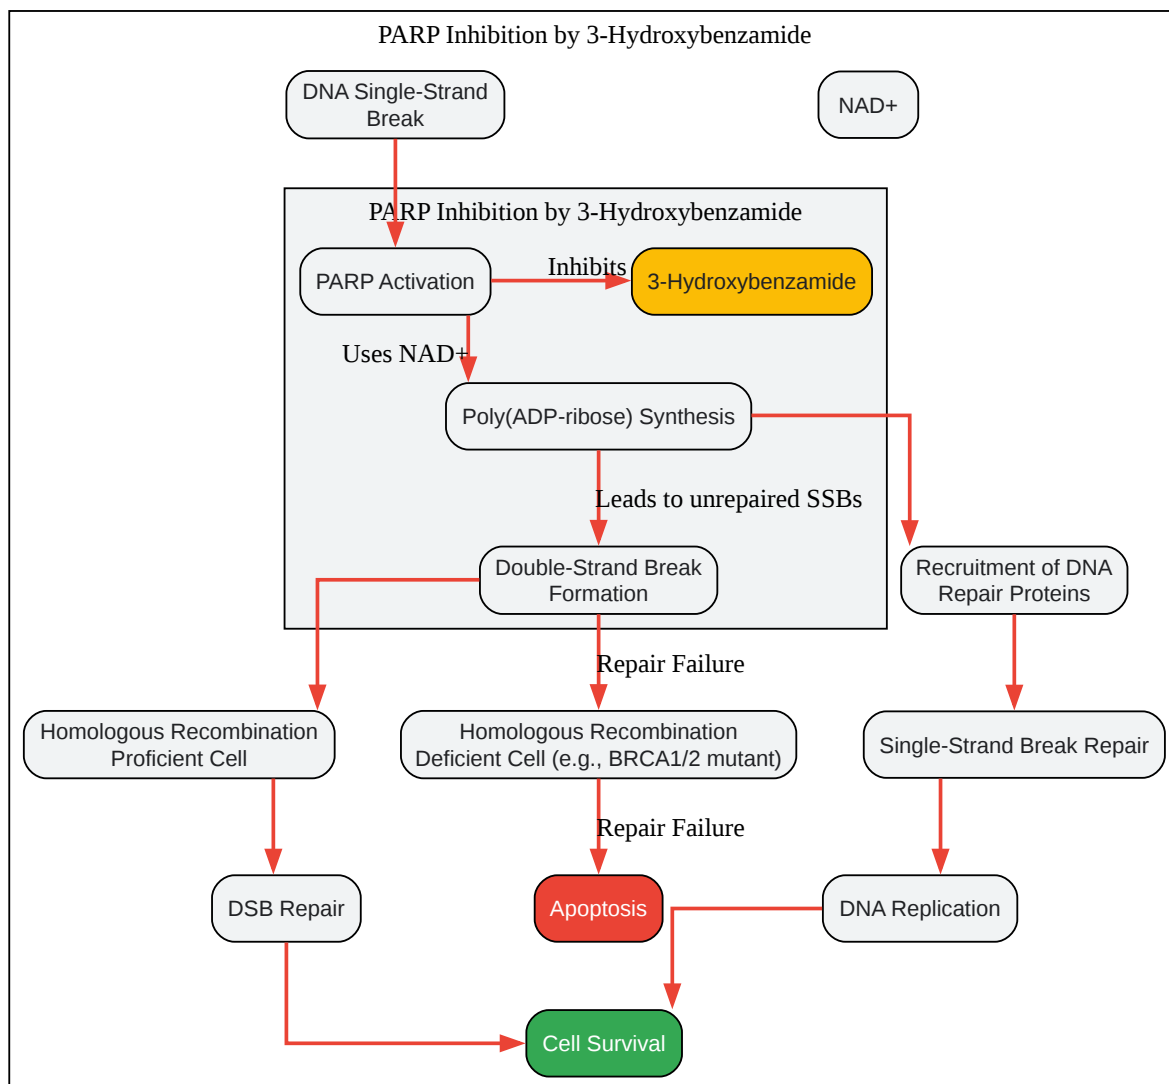 PARP Inhibition by 3-Hydroxybenzamide
DNA Single-Strand
Break
NAD+
PARP Inhibition by 3-Hydroxybenzamide
PARP Activation
Inhibits
3-Hydroxybenzamide
Uses NAD+
Poly(ADP-ribose) Synthesis
Leads to unrepaired SSBs
Double-Strand Break
Formation
Recruitment of DNA
Repair Proteins
Repair Failure
Homologous Recombination
Proficient Cell
Homologous Recombination
Deficient Cell (e.g., BRCA1/2 mutant)
Single-Strand Break Repair
Repair Failure
DSB Repair
Apoptosis
DNA Replication
Cell Survival